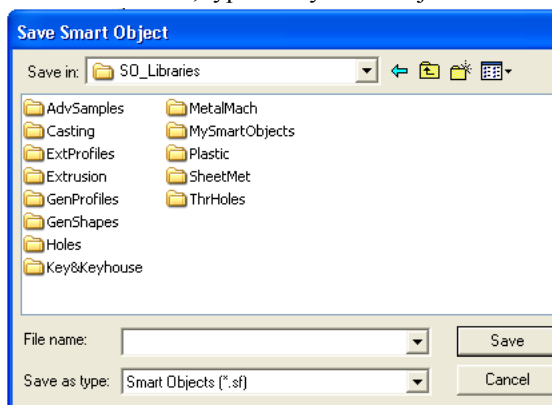 Save Smart Object
Save in: SO_Libraries
AdvSamples
Casting
ExtProfiles
Extrusion
GenProfiles
GenShapes
Holes
Key&Keyhouse
MetalMach
MySmartObjects
Plastic
SheetMet
ThrHoles
File name:
Save
Save as type: Smart Objects (*.sf)
Cancel